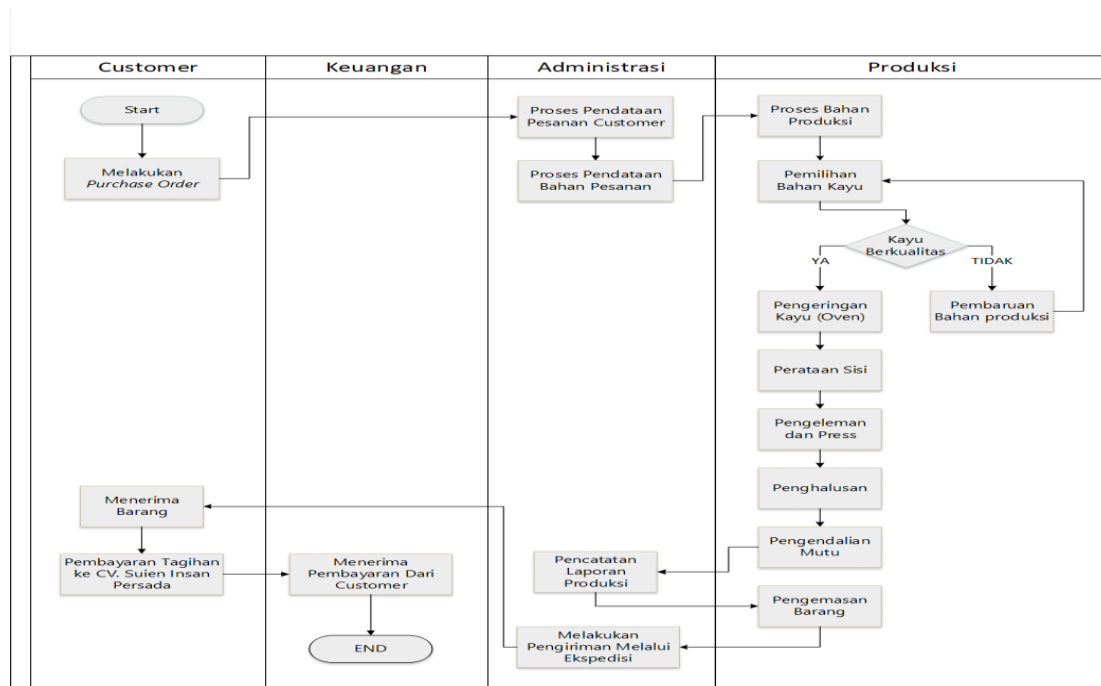 Customer
Keuangan
Administrasi
Produksi
Start
Melakukan
Purchase Order
Proses Pendataan
Pesanan Customer
Proses Pendataan
Bahan Pesanan
Proses Bahan
Produksi
Pemilihan
Bahan Kayu
Kayu
Berkualitas
YA
TIDAK
Pengeringan
Kayu (Oven)
Pembaruan
Bahan produksi
Perataan Sisi
Pengeleman
dan Press
Penghalusan
Pengendalian
Mutu
Pencatatan
Laporan
Produksi
Pengemasan
Barang
Melakukan
Pengiriman Melalui
Ekspedisi
Menerima
Barang
Pembayaran Tagihan
ke CV. Suien Insan
Persada
Menerima
Pembayaran Dari
Customer
END